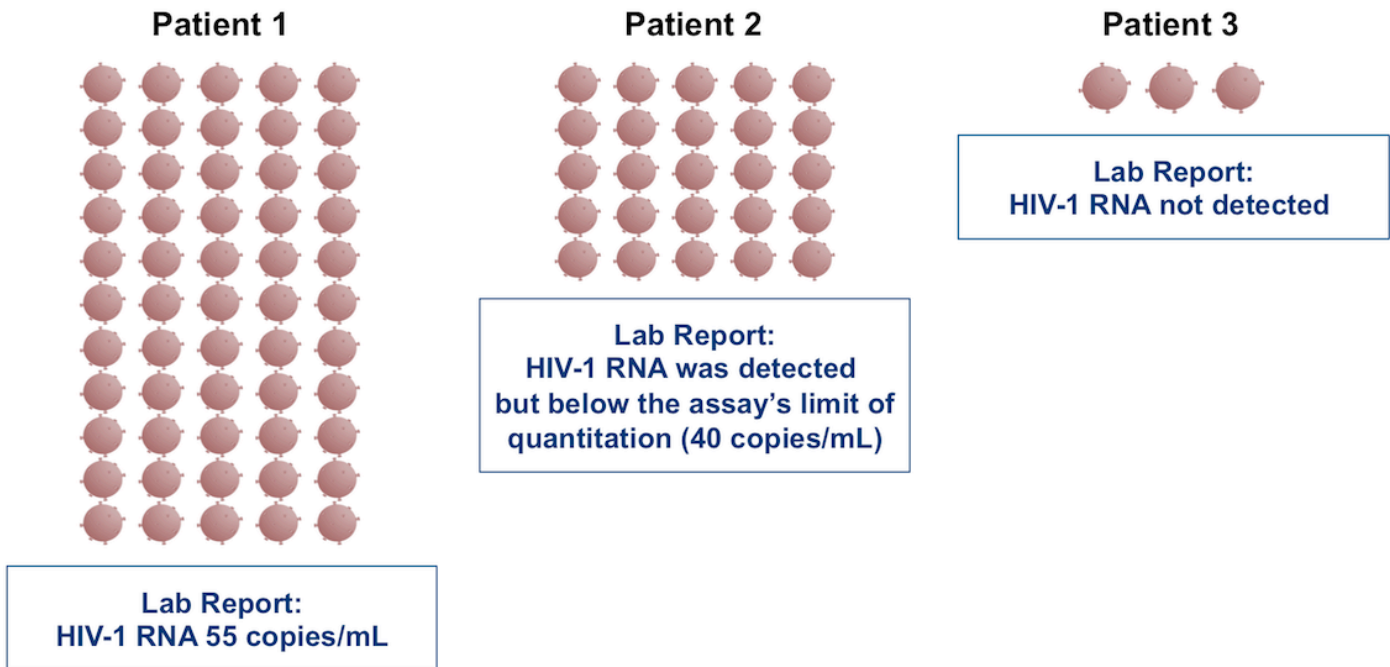 Patient 1
Patient 2
Patient 3
Lab Report:
HIV-1 RNA 55 copies/mL
Lab Report:
HIV-1 RNA was detected
but below the assay’s limit of
quantitation (40 copies/mL)
Lab Report:
HIV-1 RNA not detected